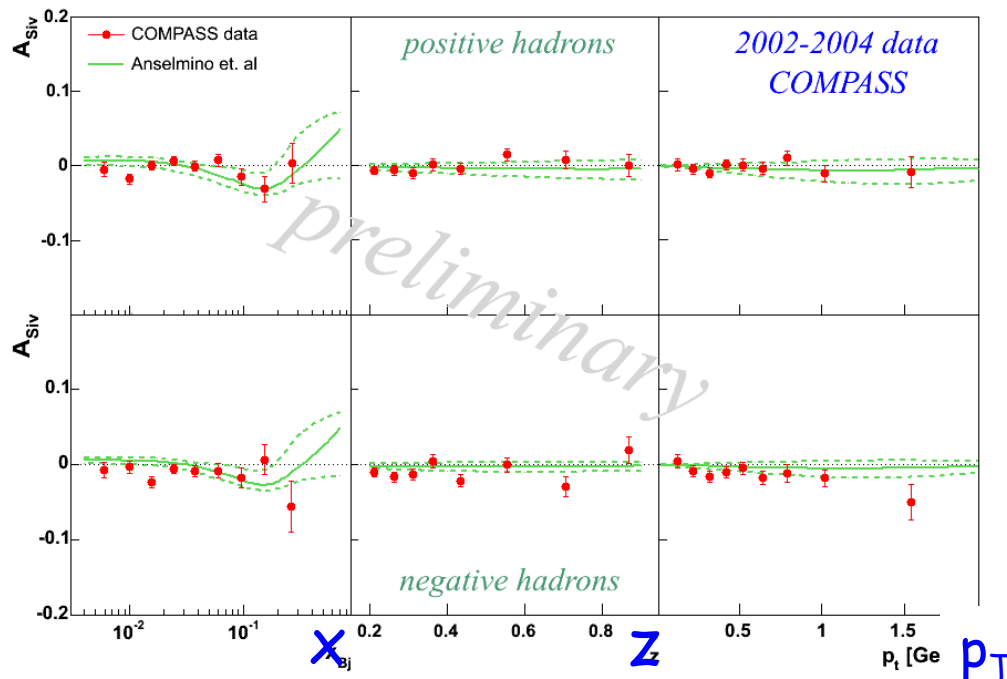 A_Siv
0.2
0.1
0
-0.1
COMPASS data
Anselmino et. al
positive hadrons
2002-2004 data
COMPASS
preliminary
A_Siv
0.1
0
-0.1
-0.2
negative hadrons
10^-2 10^-1 0.2 0.4 0.6 0.8 0.5 1 1.5
x Bj z z p_t [Ge p_T